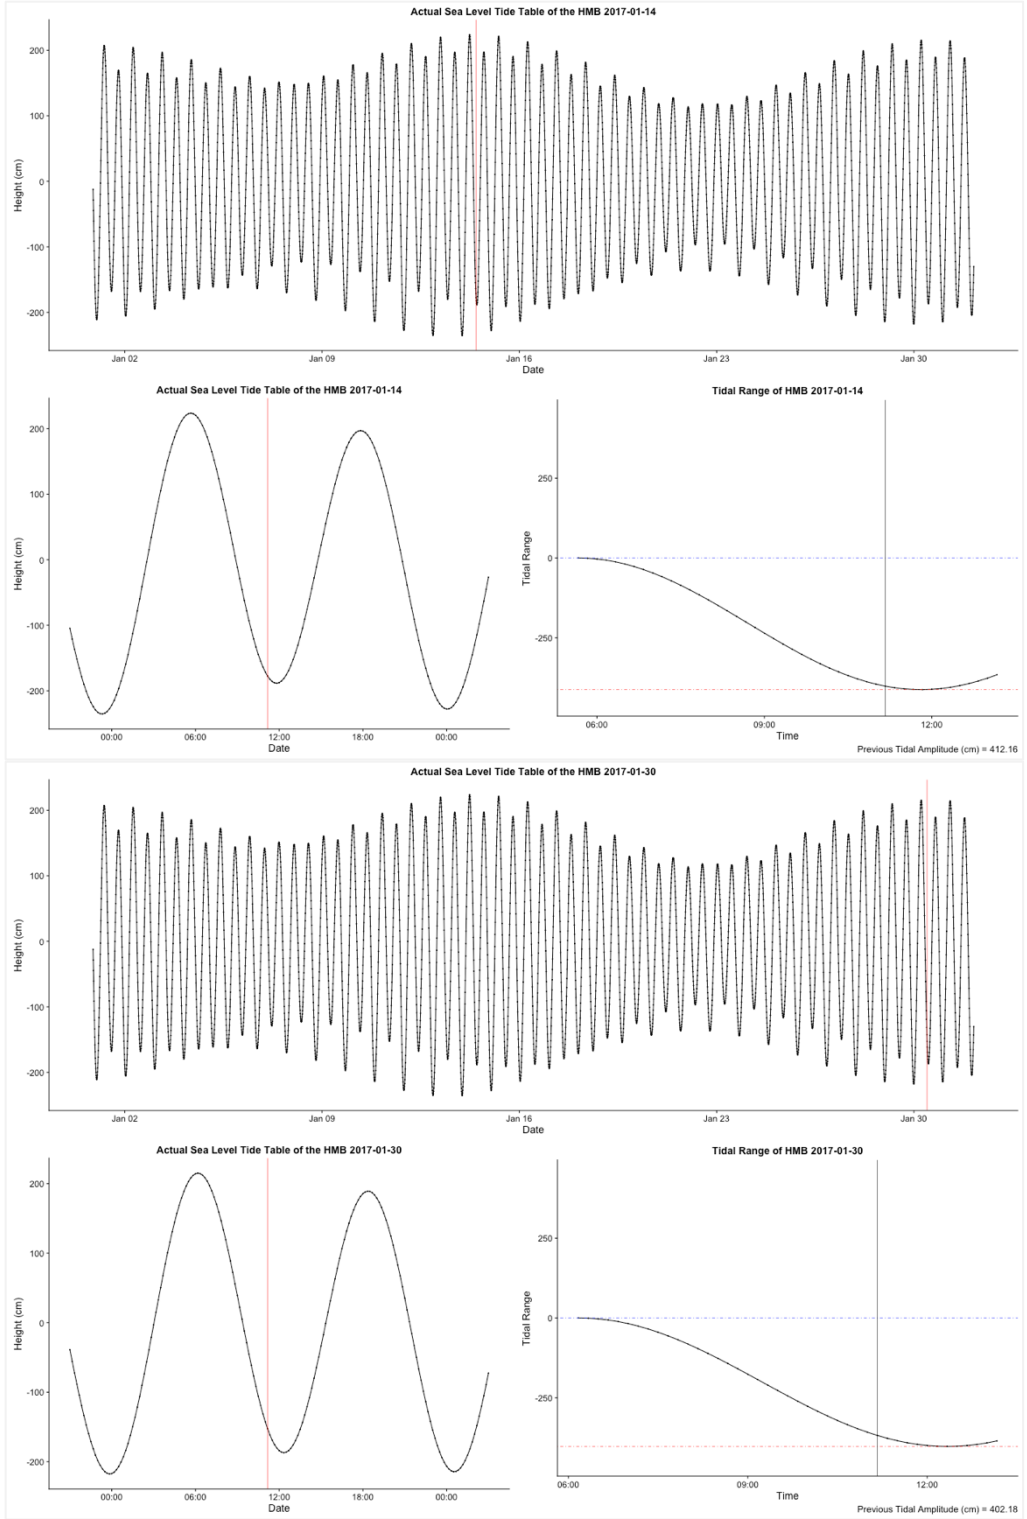 Actual Sea Level Tide Table of the HMB 2017-01-14
Height (cm)
200
100
0
-100
-200
Jan 02 Jan 09 Jan 16 Jan 23 Jan 30
Date
Actual Sea Level Tide Table of the HMB 2017-01-14
Height (cm)
200
100
0
-100
-200
00:00 06:00 12:00 18:00 00:00
Date
Tidal Range of HMB 2017-01-14
Tidal Range
250
0
-250
06:00 09:00 12:00
Time
Previous Tidal Amplitude (cm) = 412.16
Actual Sea Level Tide Table of the HMB 2017-01-30
Height (cm)
200
100
0
-100
-200
Jan 02 Jan 09 Jan 16 Jan 23 Jan 30
Date
Actual Sea Level Tide Table of the HMB 2017-01-30
Height (cm)
200
100
0
-100
-200
00:00 06:00 12:00 18:00 00:00
Date
Tidal Range of HMB 2017-01-30
Tidal Range
250
0
-250
06:00 09:00 12:00
Time
Previous Tidal Amplitude (cm) = 402.18